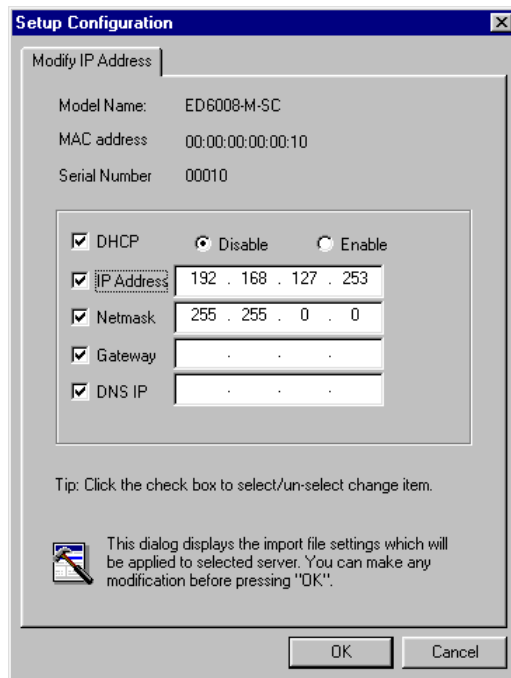 Setup Configuration
Modify IP Address
Model Name: ED6008-M-SC
MAC address 00:00:00:00:00:10
Serial Number 00010
DHCP Disable Enable
IP Address 192 . 168 . 127 . 253
Netmask 255 . 255 . 0 . 0
Gateway . . .
DNS IP . . .
Tip: Click the check box to select/un-select change item.
This dialog displays the import file settings which will
be applied to selected server. You can make any
modification before pressing "OK".
OK Cancel